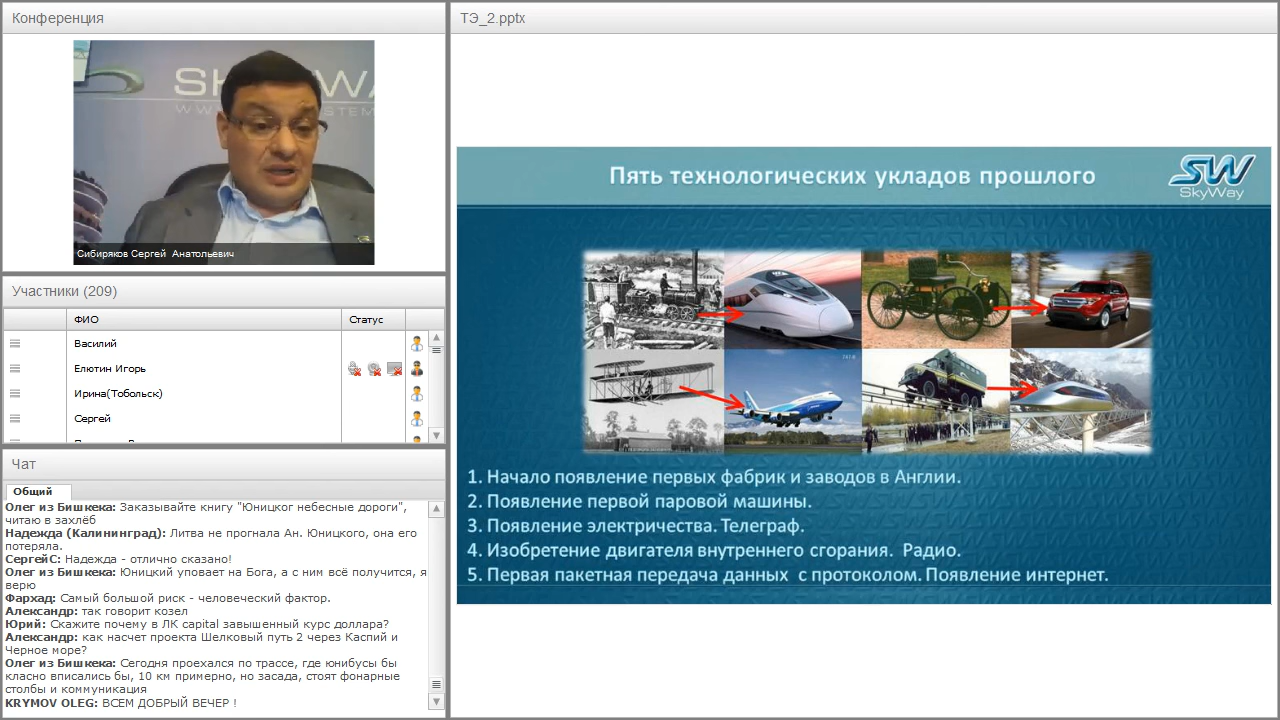 Конференция
SKYWA
WWW
SYSTEM
Сибиряков Сергей Анатольевич
Участники (209)
ФИО
Статус
Василий
Елютин Игорь
Ирина(Тобольск)
Сергей
Чат
Общий
Олег из Бишкека: Заказывайте книгу "Юницког небесные дороги",
читаю в захлёб
Надежда (Калининград): Литва не прогнала Ан. Юницкого, она его
потеряла.
СергейС: Надежда - отлично сказано!
Олег из Бишкека: Юницкий уповает на Бога, а с ним всё получится, я
верю
Фархад: Самый большой риск - человеческий фактор.
Александр: так говорит козел
Юрий: Скажите почему в ЛК capital завышенный курс доллара?
Александр: как насчет проекта Шелковый путь 2 через Каспий и
Черное море?
Олег из Бишкека: Сегодня проехался по трассе, где юнибусы бы
класно вписались бы, 10 км примерно, но засада, стоят фонарные
столбы и коммуникация
KRYMOV OLEG: ВСЕМ ДОБРЫЙ ВЕЧЕР !
ТЭ_2.pptx
Пять технологических укладов прошлого
SW
SkyWay
1. Начало появление первых фабрик и заводов в Англии.
2. Появление первой паровой машины.
3. Появление электричества. Телеграф.
4. Изобретение двигателя внутреннего сгорания. Радио.
5. Первая пакетная передача данных с протоколом. Появление интернет.